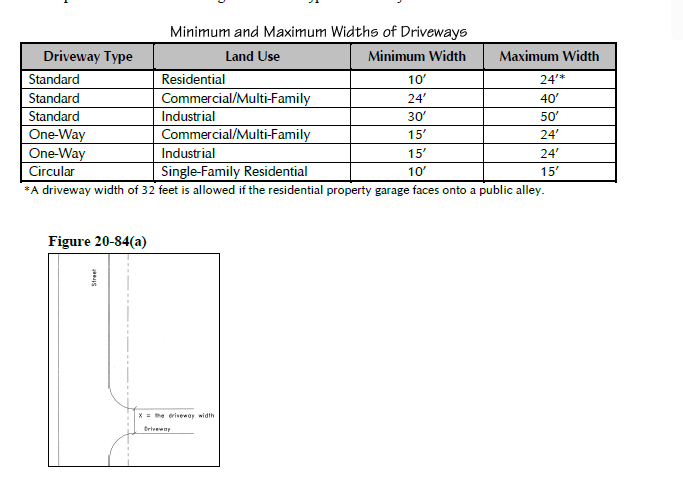 Minimum and Maximum Widths of Driveways
Driveway Type Land Use Minimum Width Maximum Width
Standard Residential 10′ 24′*
Standard Commercial/Multi-Family 24′ 40′
Standard Industrial 30′ 50′
One-Way Commercial/Multi-Family 15′ 24′
One-Way Industrial 15′ 24′
Circular Single-Family Residential 10′ 15′
*A driveway width of 32 feet is allowed if the residential property garage faces onto a public alley.
Figure 20-84(a)
Street
X = the driveway width
Driveway